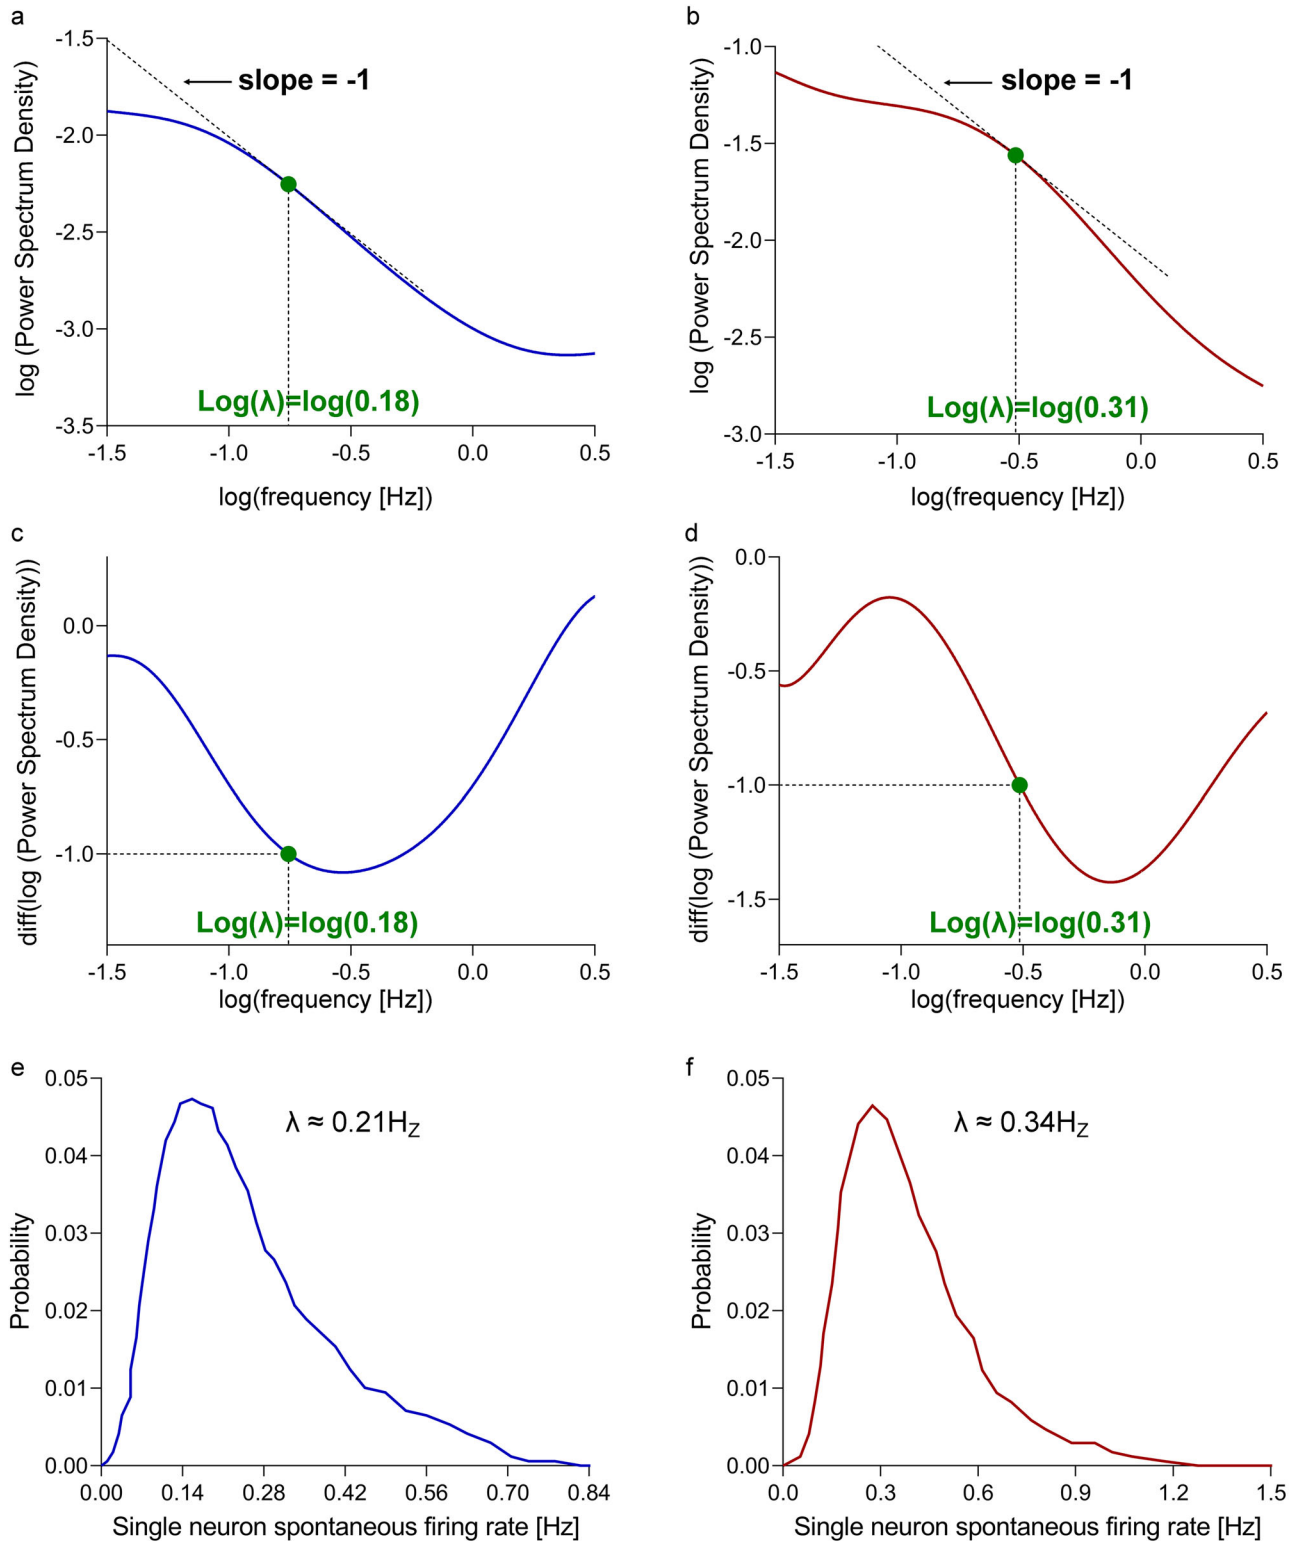 a
log (Power Spectrum Density)
-1.5
-2.0
-2.5
-3.0
-3.5
slope = -1
Log(λ)=log(0.18)
-1.5 -1.0 -0.5 0.0 0.5
log(frequency [Hz])
b
log (Power Spectrum Density)
-1.0
-1.5
-2.0
-2.5
-3.0
slope = -1
Log(λ)=log(0.31)
-1.5 -1.0 -0.5 0.0 0.5
log(frequency [Hz])
c
diff(log (Power Spectrum Density))
0.0
-0.5
-1.0
Log(λ)=log(0.18)
-1.5 -1.0 -0.5 0.0 0.5
log(frequency [Hz])
d
diff(log (Power Spectrum Density))
0.0
-0.5
-1.0
-1.5
Log(λ)=log(0.31)
-1.5 -1.0 -0.5 0.0 0.5
log(frequency [Hz])
e
Probability
0.05
0.04
0.03
0.02
0.01
0.00
λ ≈ 0.21Hz
0.00 0.14 0.28 0.42 0.56 0.70 0.84
Single neuron spontaneous firing rate [Hz]
f
Probability
0.05
0.04
0.03
0.02
0.01
0.00
λ ≈ 0.34Hz
0.0 0.3 0.6 0.9 1.2 1.5
Single neuron spontaneous firing rate [Hz]